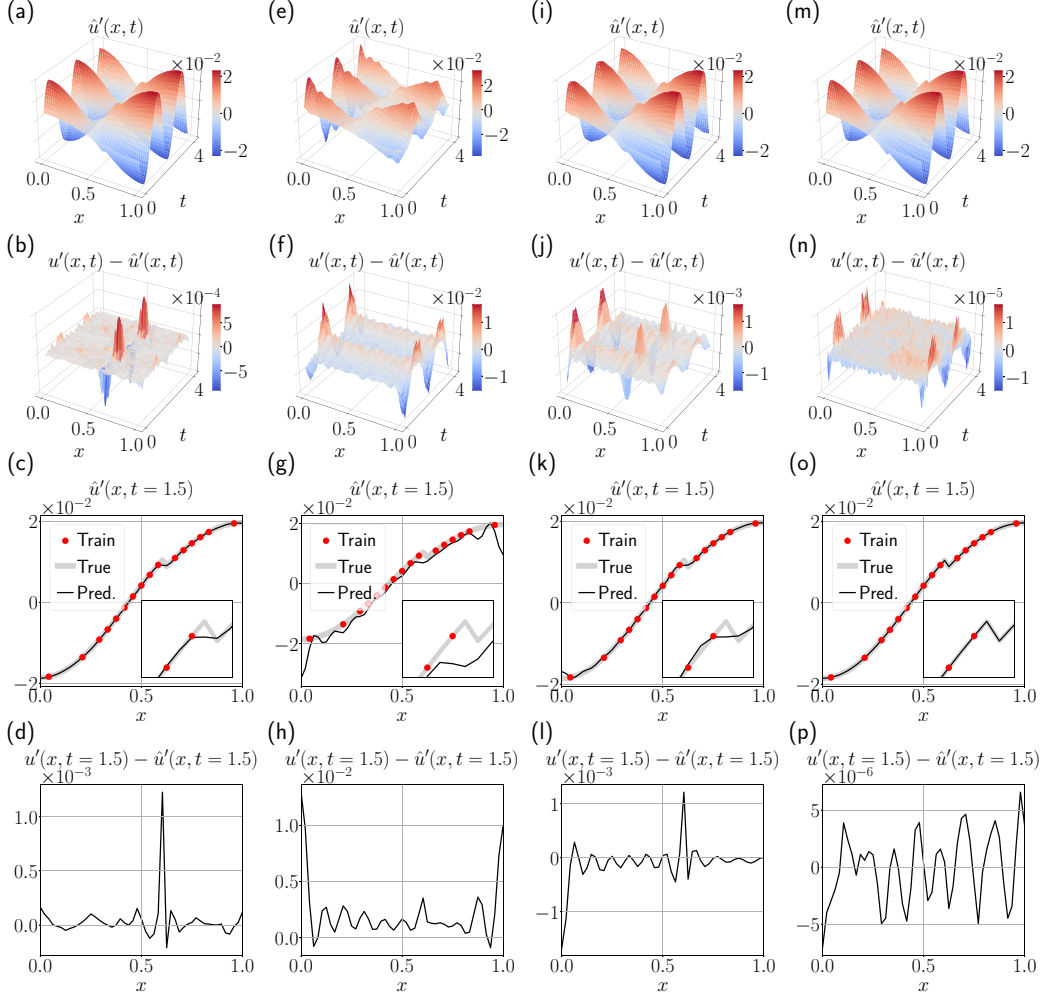 (a) (e) (i) (m)
û′(x, t) û′(x, t) û′(x, t) û′(x, t)
×10⁻² ×10⁻² ×10⁻² ×10⁻²
2 2 2 2
0 0 0 0
−2 −2 −2 −2
4 4 4 4
0.0 0.5 1.0 0 0.0 0.5 1.0 0 0.0 0.5 1.0 0 0.0 0.5 1.0 0
x t x t x t x t
(b) (f) (j) (n)
u′(x, t) − û′(x, t) u′(x, t) − û′(x, t) u′(x, t) − û′(x, t) u′(x, t) − û′(x, t)
×10⁻⁴ ×10⁻² ×10⁻³ ×10⁻⁵
5 1 1 1
0 0 0 0
−5 −1 −1 −1
4 4 4 4
0.0 0.5 1.0 0 0.0 0.5 1.0 0 0.0 0.5 1.0 0 0.0 0.5 1.0 0
x t x t x t x t
(c) (g) (k) (o)
û′(x, t = 1.5) û′(x, t = 1.5) û′(x, t = 1.5) û′(x, t = 1.5)
×10⁻² ×10⁻² ×10⁻² ×10⁻²
2 2 2 2
Train Train Train Train
True True True True
Pred. Pred. Pred. Pred.
0 0 0 0
−2 −2 −2 −2
0 0.5 1.0 0.0 0.5 1.0 0 0.5 1.0 0 0.5 1.0
x x x x
(d) (h) (l) (p)
u′(x, t = 1.5) − û′(x, t = 1.5) u′(x, t = 1.5) − û′(x, t = 1.5) u′(x, t = 1.5) − û′(x, t = 1.5) u′(x, t = 1.5) − û′(x, t = 1.5)
×10⁻³ ×10⁻² ×10⁻³ ×10⁻⁶
1.0 1.0 1 5
0.5 0.5 0 0
0.0 0.0 −1 −5
0.0 0.5 1.0 0.0 0.5 1.0 0.0 0.5 1.0 0.0 0.5 1.0
x x x x